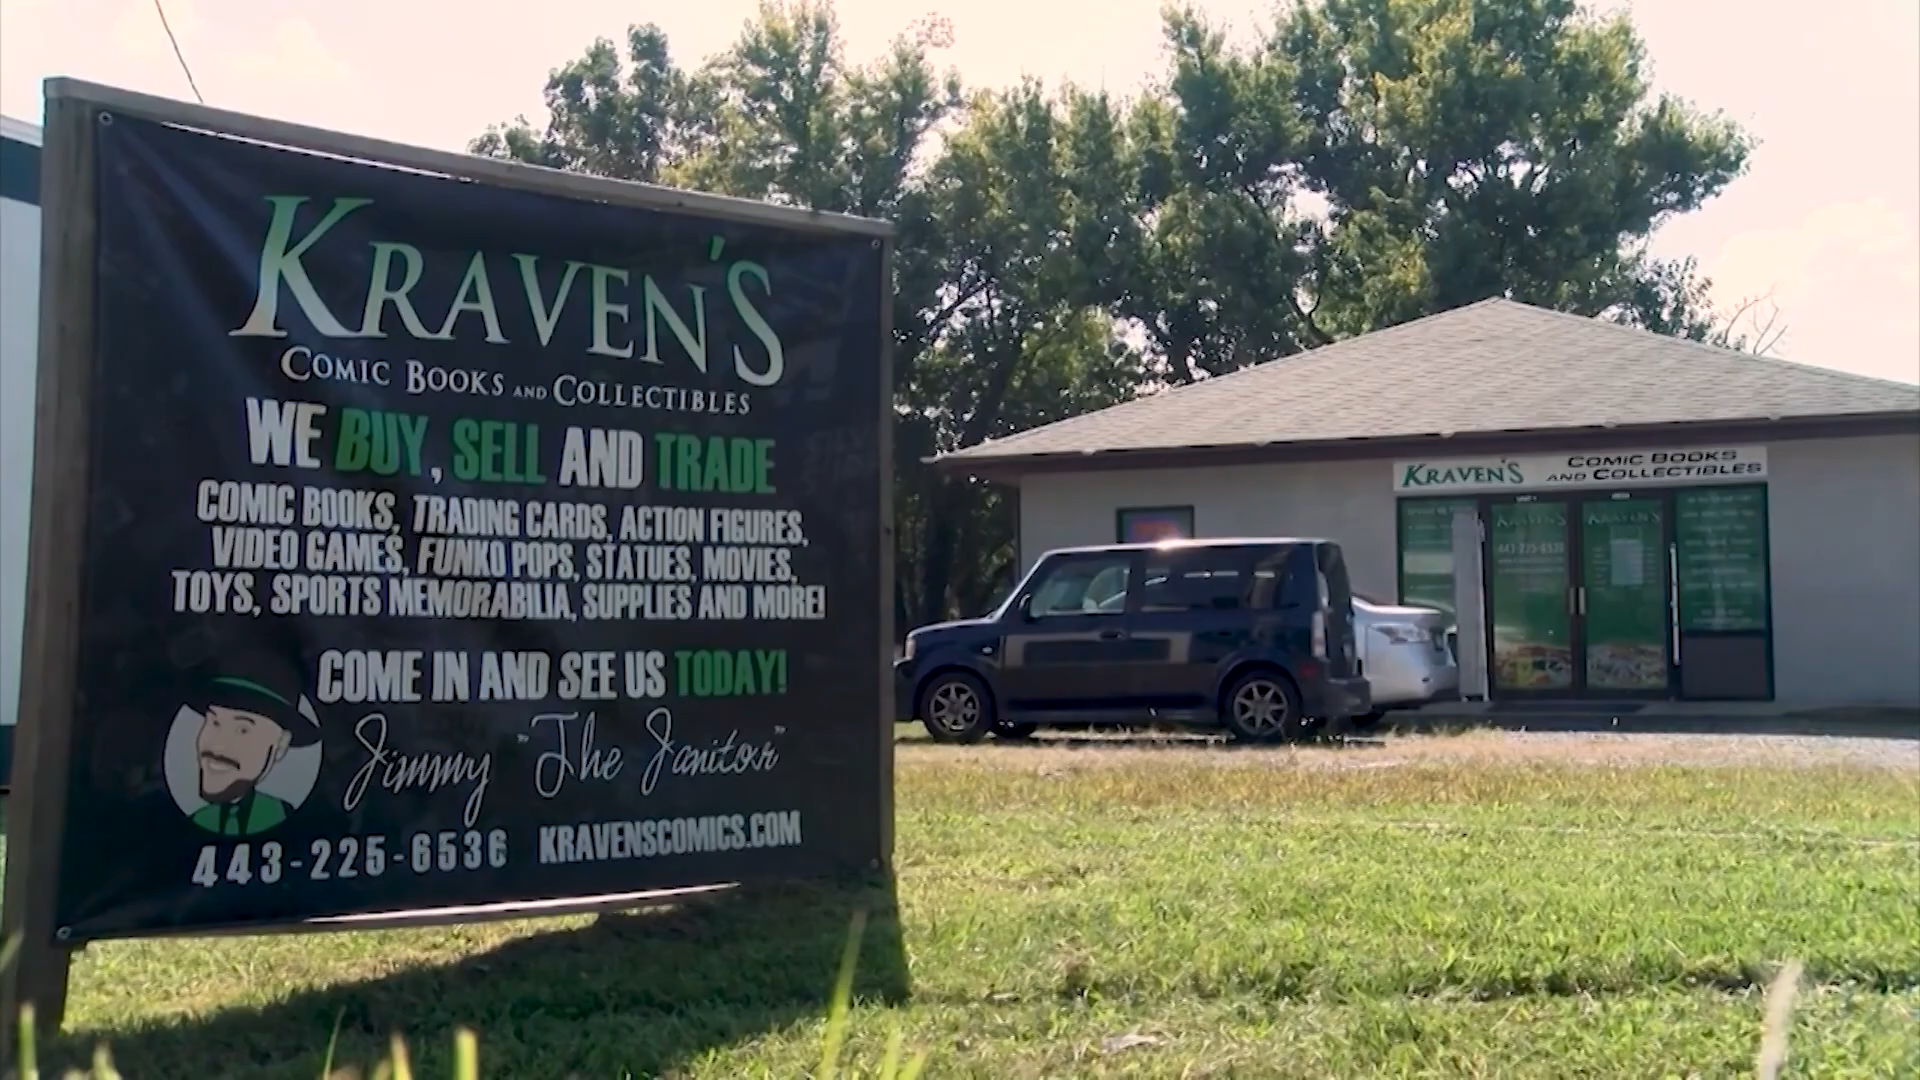 KRAVEN'S
COMIC BOOKS AND COLLECTIBLES
WE BUY, SELL AND TRADE
COMIC BOOKS, TRADING CARDS, ACTION FIGURES,
VIDEO GAMES, FUNKO POPS, STATUES, MOVIES,
TOYS, SPORTS MEMORABILIA, SUPPLIES AND MORE!
COME IN AND SEE US TODAY!
Jimmy "The Janitor"
443-225-6536 KRAVENSCOMICS.COM
KRAVEN'S COMIC BOOKS
AND COLLECTIBLES
KRAVEN'S KRAVEN'S